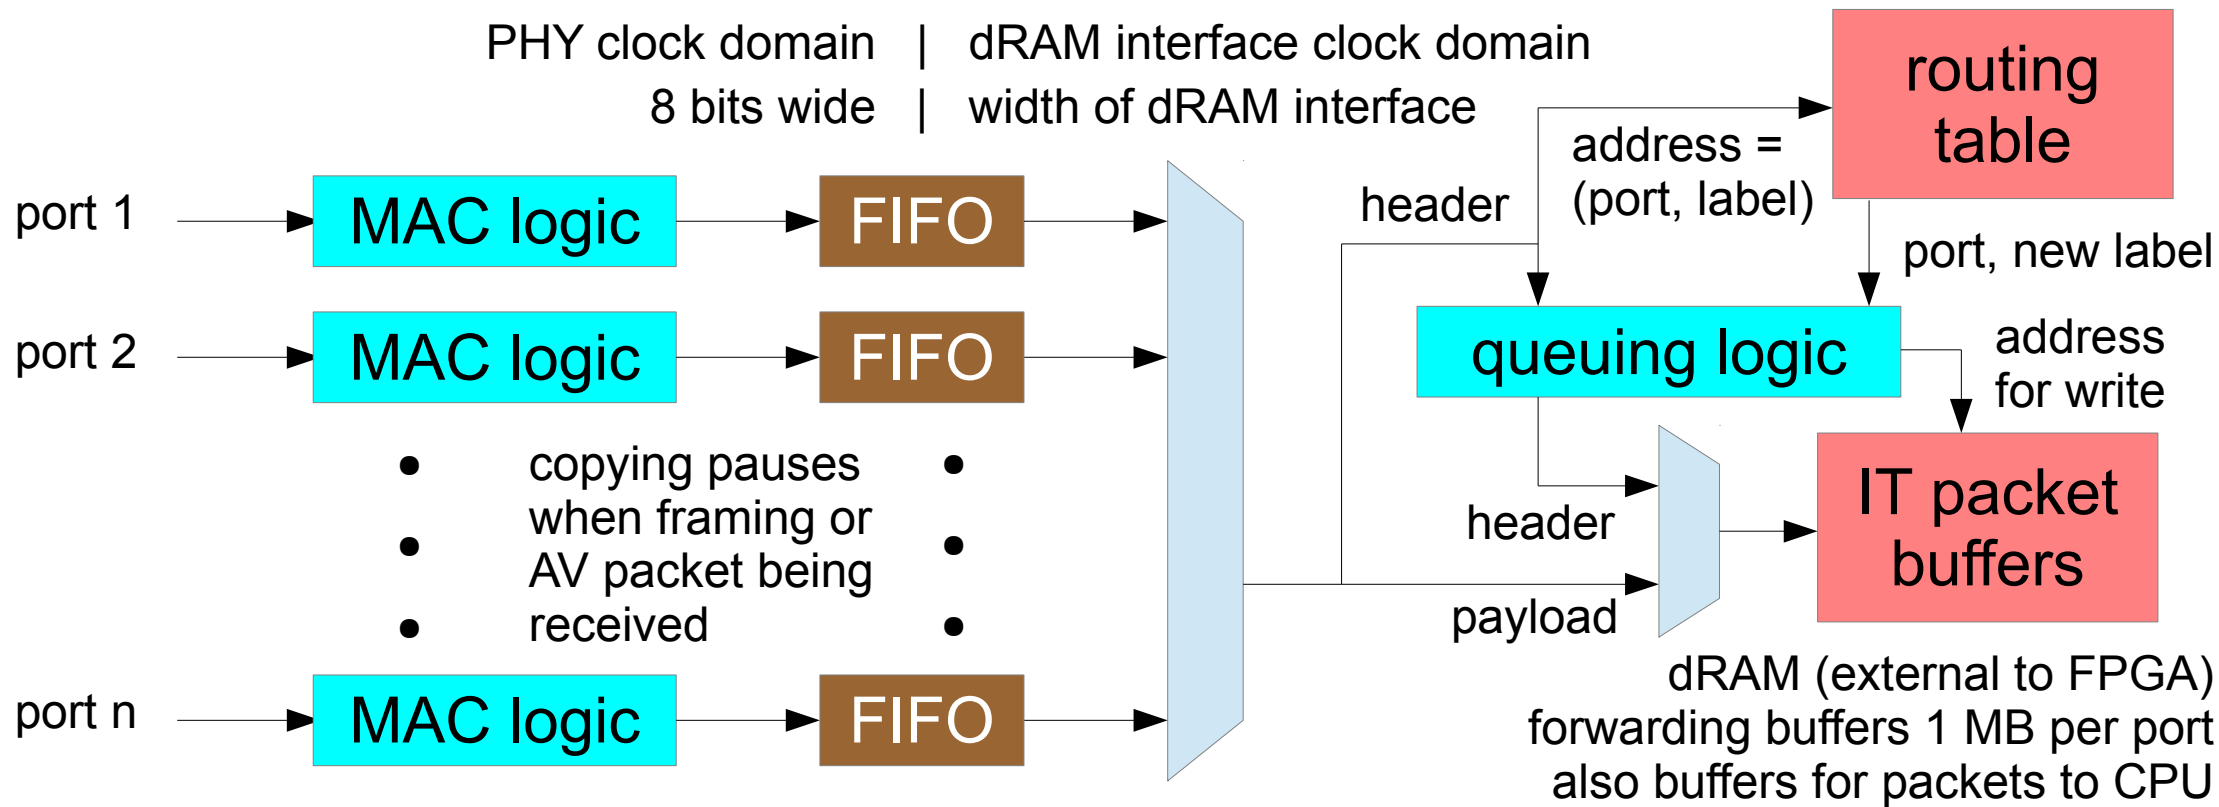 PHY clock domain | dRAM interface clock domain
8 bits wide | width of dRAM interface
routing
table
address =
(port, label)
header
port, new label
port 1
MAC logic
FIFO
port 2
MAC logic
FIFO
queuing logic
address
for write
copying pauses
when framing or
AV packet being
received
header
payload
IT packet
buffers
port n
MAC logic
FIFO
dRAM (external to FPGA)
forwarding buffers 1 MB per port
also buffers for packets to CPU